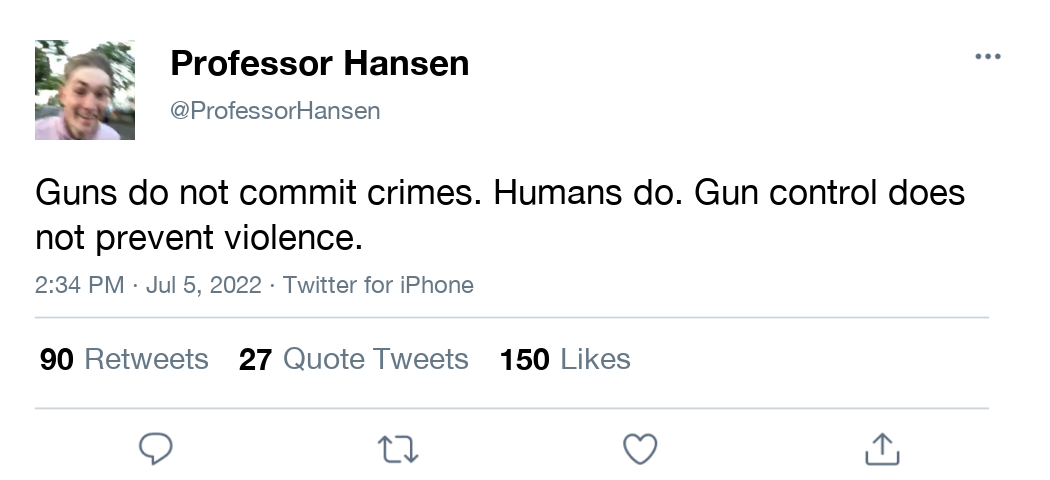 Professor Hansen
@ProfessorHansen
Guns do not commit crimes. Humans do. Gun control does
not prevent violence.
2:34 PM · Jul 5, 2022 · Twitter for iPhone
90 Retweets 27 Quote Tweets 150 Likes